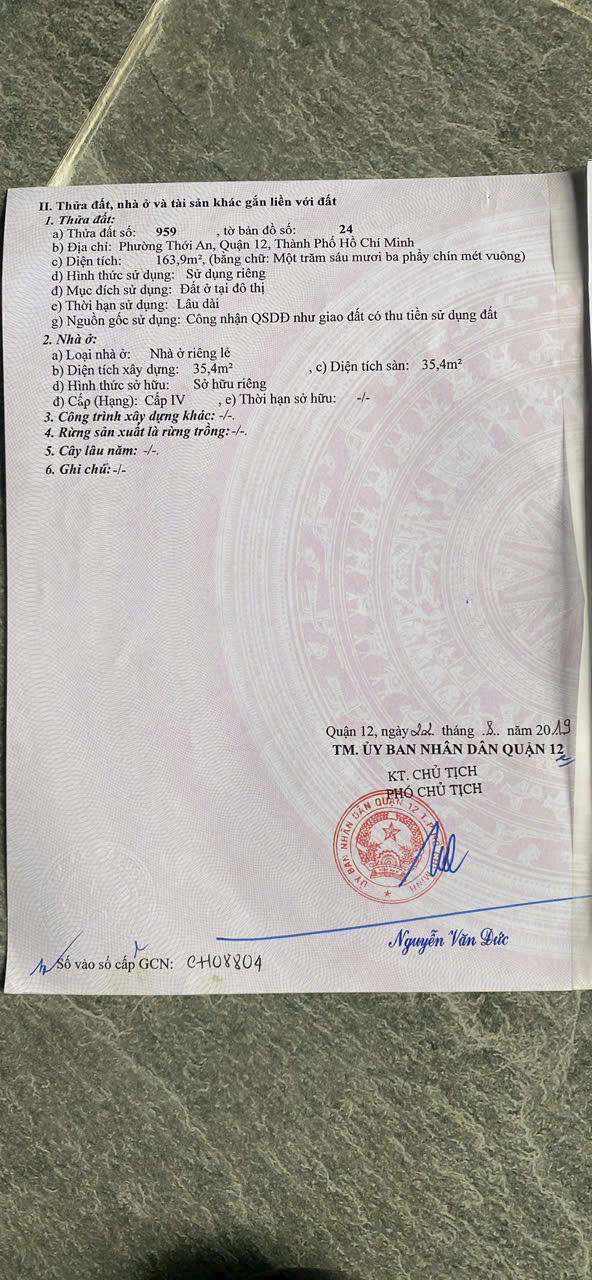 II. Thửa đất, nhà ở và tài sản khác gắn liền với đất
1. Thửa đất:
a) Thửa đất số: 959 , tờ bản đồ số: 24
b) Địa chỉ: Phường Thới An, Quận 12, Thành Phố Hồ Chí Minh
c) Diện tích: 163,9m², (bằng chữ: Một trăm sáu mươi ba phẩy chín mét vuông)
d) Hình thức sử dụng: Sử dụng riêng
đ) Mục đích sử dụng: Đất ở tại đô thị
e) Thời hạn sử dụng: Lâu dài
g) Nguồn gốc sử dụng: Công nhận QSDĐ như giao đất có thu tiền sử dụng đất
2. Nhà ở:
a) Loại nhà ở: Nhà ở riêng lẻ
b) Diện tích xây dựng: 35,4m² , c) Diện tích sàn: 35,4m²
d) Hình thức sở hữu: Sở hữu riêng
đ) Cấp (Hạng): Cấp IV , e) Thời hạn sở hữu: -/-
3. Công trình xây dựng khác: -/-.
4. Rừng sản xuất là rừng trồng: -/-.
5. Cây lâu năm: -/-.
6. Ghi chú: -/-
Quận 12, ngày 22 tháng .8.. năm 2019
TM. ỦY BAN NHÂN DÂN QUẬN 12
KT. CHỦ TỊCH
PHÓ CHỦ TỊCH
ỦY BAN NHÂN DÂN QUẬN 12 T.P HỒ CHÍ MINH
Nguyễn Văn Đức
Số vào sổ cấp GCN: CH08804